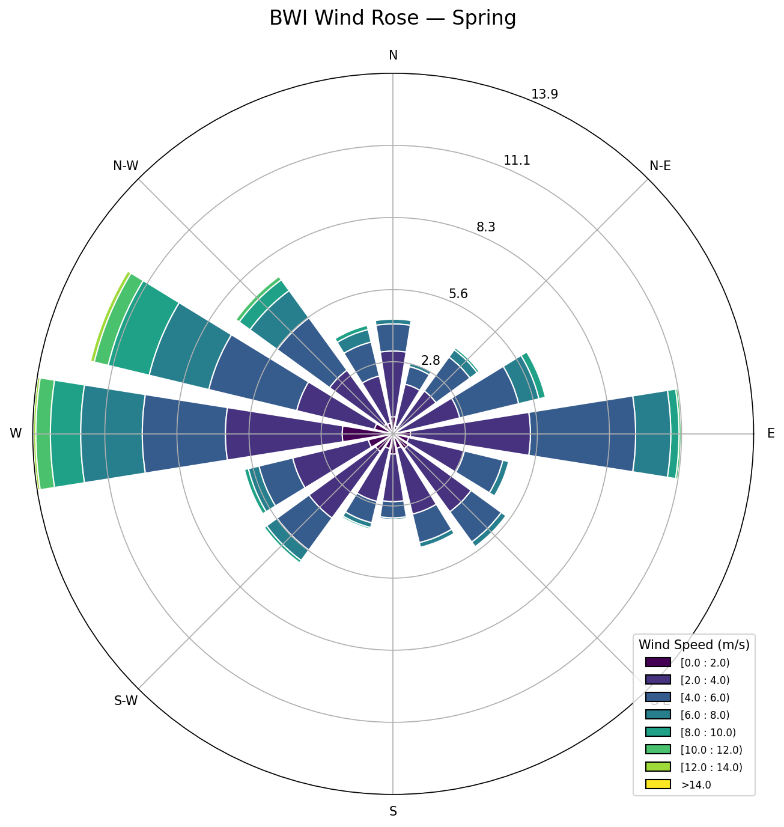 BWI Wind Rose — Spring
N
13.9
N-W
11.1
N-E
8.3
5.6
2.8
W
E
S-W
S-E
S
Wind Speed (m/s)
[0.0 : 2.0)
[2.0 : 4.0)
[4.0 : 6.0)
[6.0 : 8.0)
[8.0 : 10.0)
[10.0 : 12.0)
[12.0 : 14.0)
>14.0